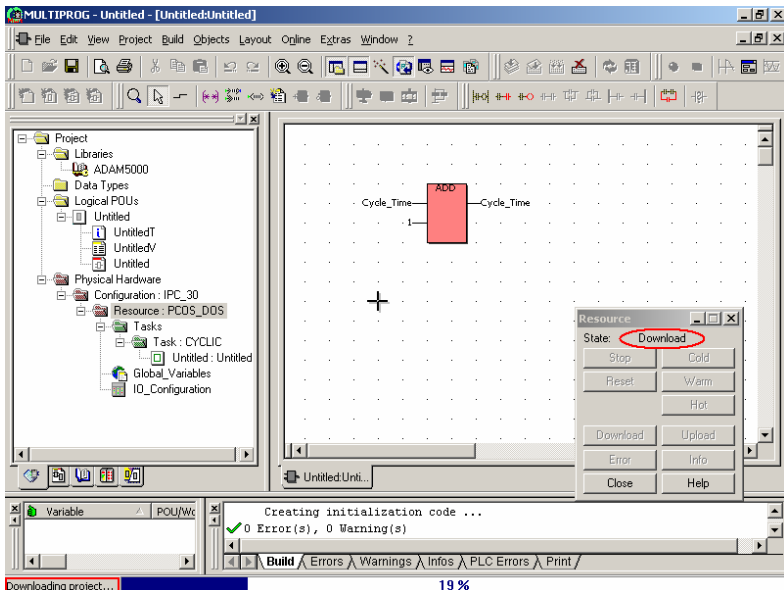 MULTIPROG - Untitled - [Untitled:Untitled]
File Edit View Project Build Objects Layout Online Extras Window ?
Project
Libraries
ADAM5000
Data Types
Logical POUs
Untitled
UntitledT
UntitledV
Untitled
Physical Hardware
Configuration : IPC_30
Resource : PCOS_DOS
Tasks
Task : CYCLIC
Untitled : Untitled
Global_Variables
IO_Configuration
ADD
Cycle_Time Cycle_Time
1
Untitled:Unti...
Resource
State: Download
Stop Cold
Reset Warm
Hot
Download Upload
Error Info
Close Help
Variable POU/Wo
Creating initialization code ...
0 Error(s), 0 Warning(s)
Build Errors Warnings Infos PLC Errors Print
Downloading project... 19 %